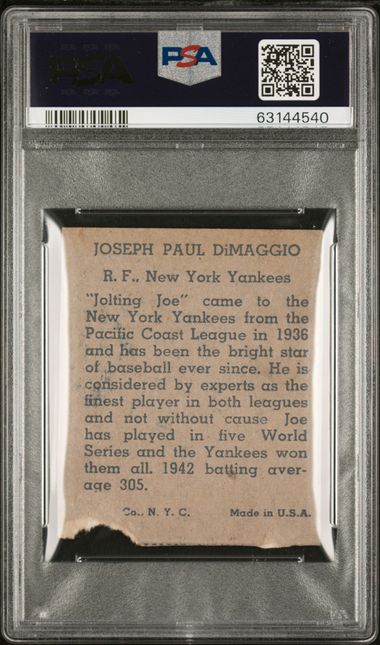 PSA
PSA
63144540
JOSEPH PAUL DiMAGGIO
R. F., New York Yankees
"Jolting Joe" came to the
New York Yankees from the
Pacific Coast League in 1936
and has been the bright star
of baseball ever since. He is
considered by experts as the
finest player in both leagues
and not without cause Joe
has played in five World
Series and the Yankees won
them all. 1942 batting aver-
age 305.
Co., N. Y. C. Made in U.S.A.